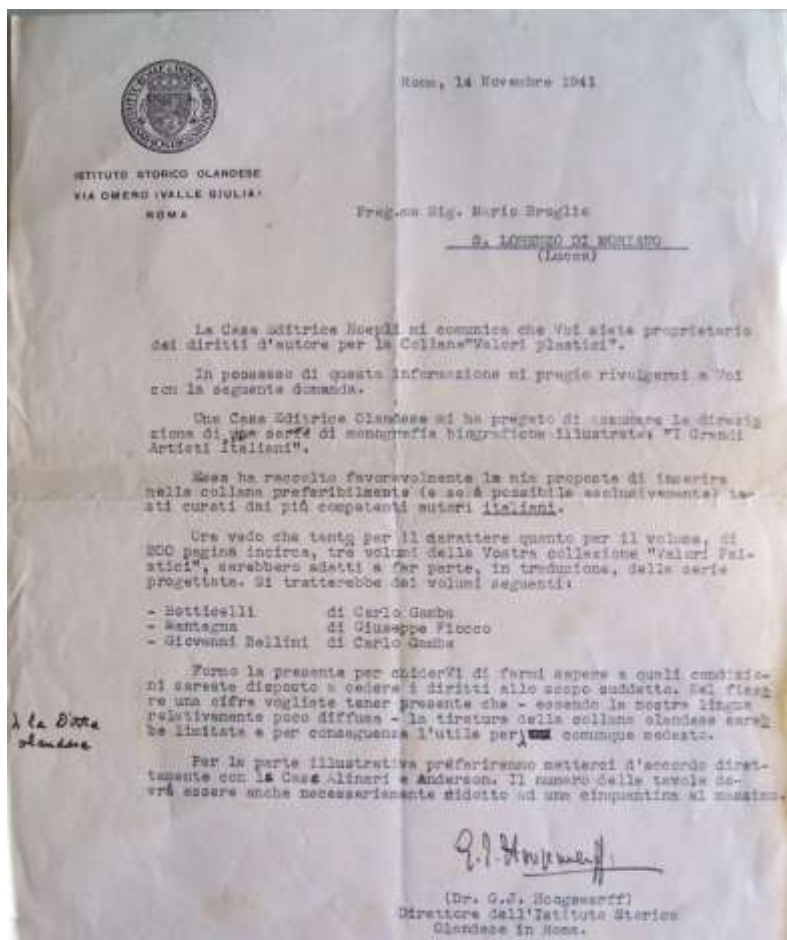 Roma, 14 Novembre 1941
ISTITUTO STORICO OLANDESE
VIA OMERO (VALLE GIULIA)
ROMA
Preg.mo Sig. Mario Broglio
S. LORENZO DI MORIANO
(Lucca)
La Casa Editrice Hoepli mi comunica che Voi siete proprietario
dei diritti d'autore per la Collana"Valori plastici".
In possesso di questa informazione mi pregio rivolgermi a Voi
con la seguente domanda.
Una Casa Editrice Olandese mi ha pregato di assumere la direzig
zione di una serie di monografie biografiche illustrate: "I Grandi
Artisti Italiani".
Essa ha raccolto favorevolmente la mia proposta di inserire
nella collana preferibilmente (e se è possibile esclusivamente) te-
sti curati dai più competenti autori italiani.
Ora vedo che tanto per il carattere quanto per il volume, di
200 pagine incirca, tre volumi della Vostra collezione "Valori Pla-
stici", sarebbero adatti a far parte, in traduzione, della serie
progettata. Si tratterebbe dei volumi seguenti:
- Botticelli di Carlo Gamba
- Mantegna di Giuseppe Fiocco
- Giovanni Bellini di Carlo Gamba
Formo la presente per chiderVi di farmi sapere a quali condizio-
ni sareste disposto a cedere i diritti allo scopo suddetto. Nel fissa
re una cifra vogliate tener presente che - essendo la nostra lingua
relativamente poco diffusa - la tiratura della collana olandese sareb
be limitata e per conseguenza l'utile per comunque modesto.
la Ditta
olandese
Per la parte illustrativa preferiremmo metterci d'accordo diret-
tamente con la Casa Alinari e Anderson. Il numero delle tavole do-
vrà essere anche necessariamente ridotto ad una cinquantina al massimo.
G.J. Hoogewerff
(Dr. G.J. Hoogewerff)
Direttore dell'Istituto Storico
Olandese in Roma.